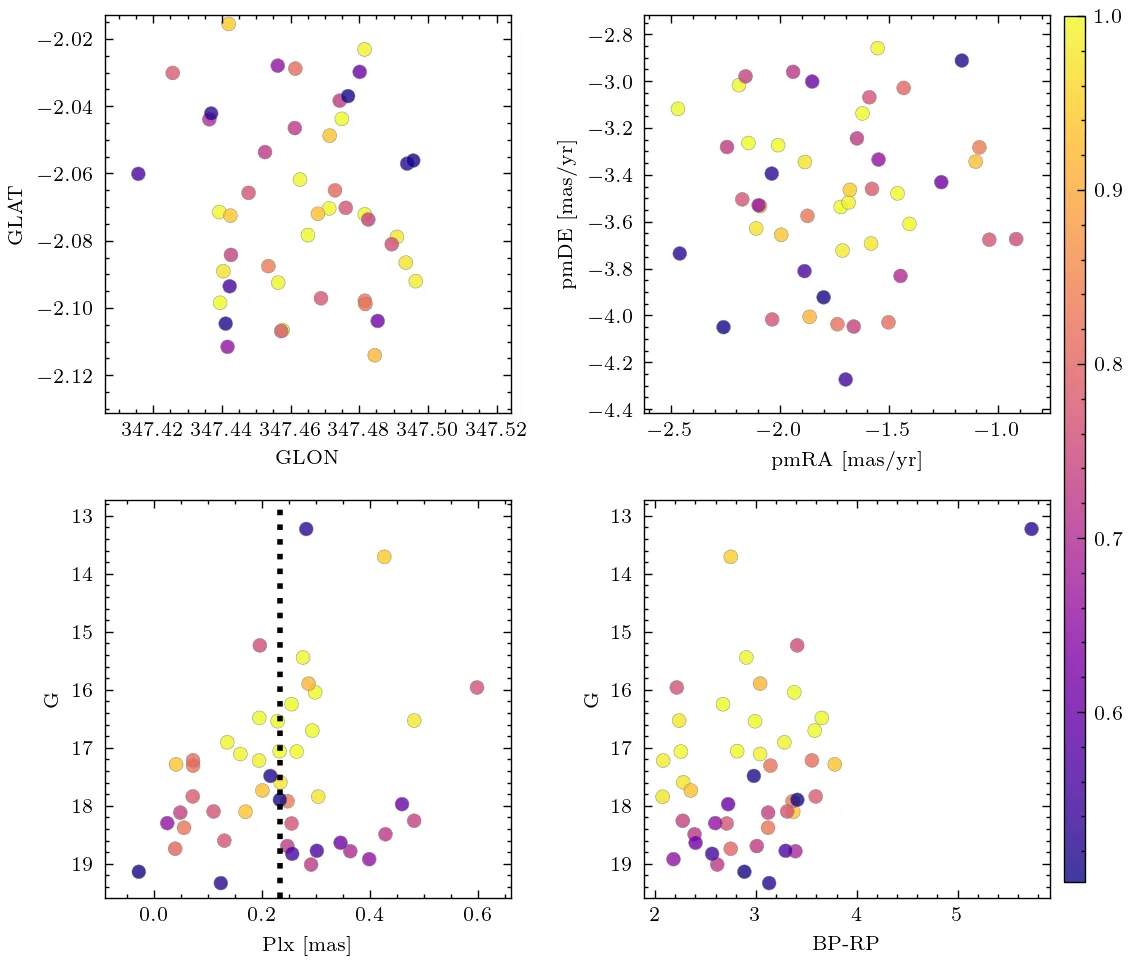 −2.02
−2.04
−2.06
−2.08
−2.10
−2.12
GLAT
347.42 347.44 347.46 347.48 347.50 347.52
GLON
−2.8
−3.0
−3.2
−3.4
−3.6
−3.8
−4.0
−4.2
−4.4
pmDE [mas/yr]
−2.5 −2.0 −1.5 −1.0
pmRA [mas/yr]
1.0
0.9
0.8
0.7
0.6
13
14
15
16
17
18
19
G
0.0 0.2 0.4 0.6
Plx [mas]
13
14
15
16
17
18
19
G
2 3 4 5
BP-RP